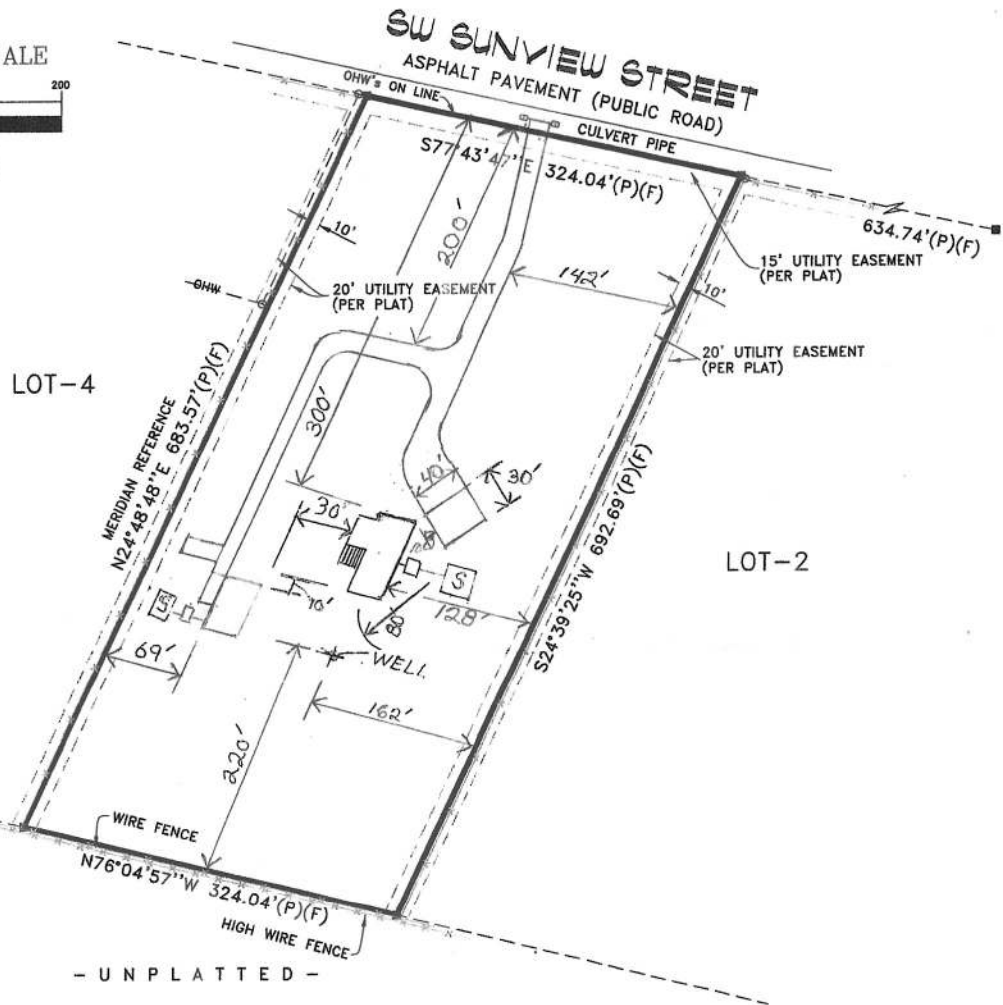 ALE
200
SW SUNVIEW STREET
ASPHALT PAVEMENT (PUBLIC ROAD)
OHW's ON LINE
CULVERT PIPE
S77°43'47"E 324.04'(P)(F)
634.74'(P)(F)
15' UTILITY EASEMENT
(PER PLAT)
10'
10'
200'
142'
OHW
20' UTILITY EASEMENT
(PER PLAT)
20' UTILITY EASEMENT
(PER PLAT)
LOT-4
MERIDIAN REFERENCE
N24°48'48"E 683.57'(P)(F)
300'
40'
30'
30'
S24°39'25"W 692.69'(P)(F)
LOT-2
S
10'
80'
128'
69'
WELL
162'
220'
WIRE FENCE
N76°04'57"W 324.04'(P)(F)
HIGH WIRE FENCE
-UNPLATTED-